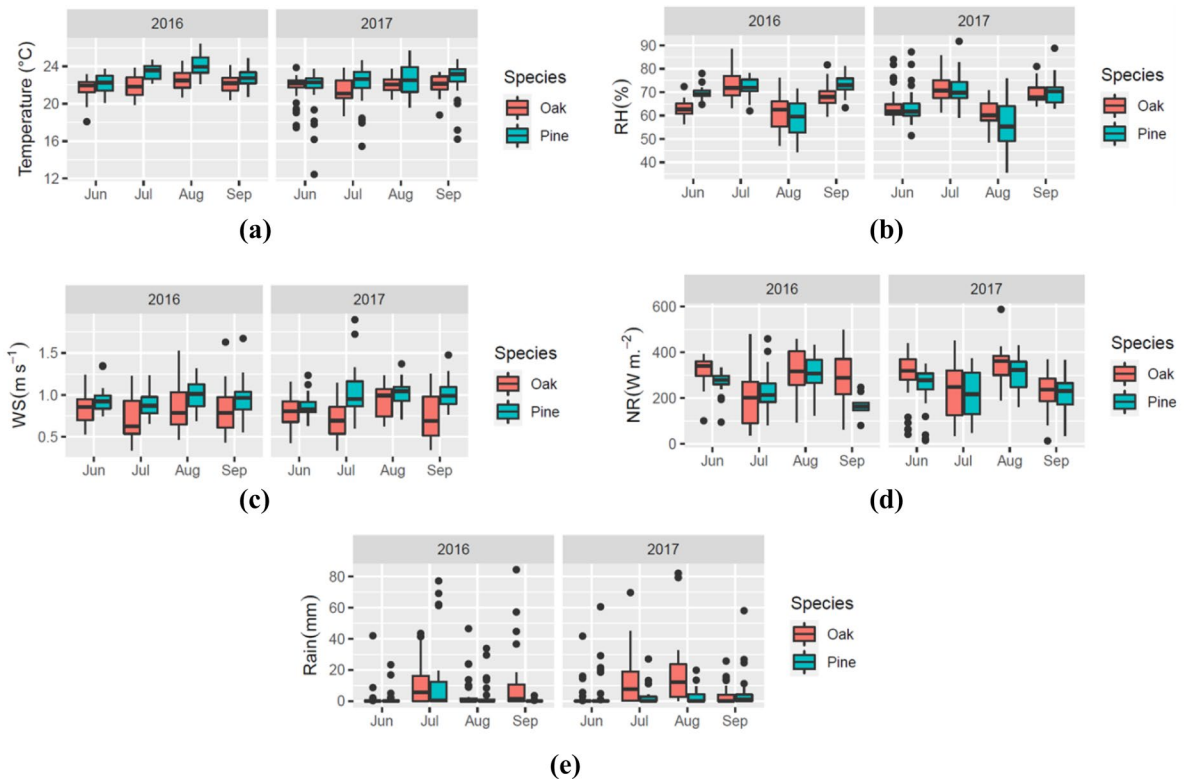 2016 2017
Temperature (°C)
24
20
16
12
Jun Jul Aug Sep Jun Jul Aug Sep
Species
Oak
Pine
(a)
2016 2017
RH(%)
90
80
70
60
50
40
Jun Jul Aug Sep Jun Jul Aug Sep
Species
Oak
Pine
(b)
2016 2017
WS(m s⁻¹)
1.5
1.0
0.5
Jun Jul Aug Sep Jun Jul Aug Sep
Species
Oak
Pine
(c)
2016 2017
NR(W m.⁻²)
600
400
200
0
Jun Jul Aug Sep Jun Jul Aug Sep
Species
Oak
Pine
(d)
2016 2017
Rain(mm)
80
60
40
20
0
Jun Jul Aug Sep Jun Jul Aug Sep
Species
Oak
Pine
(e)